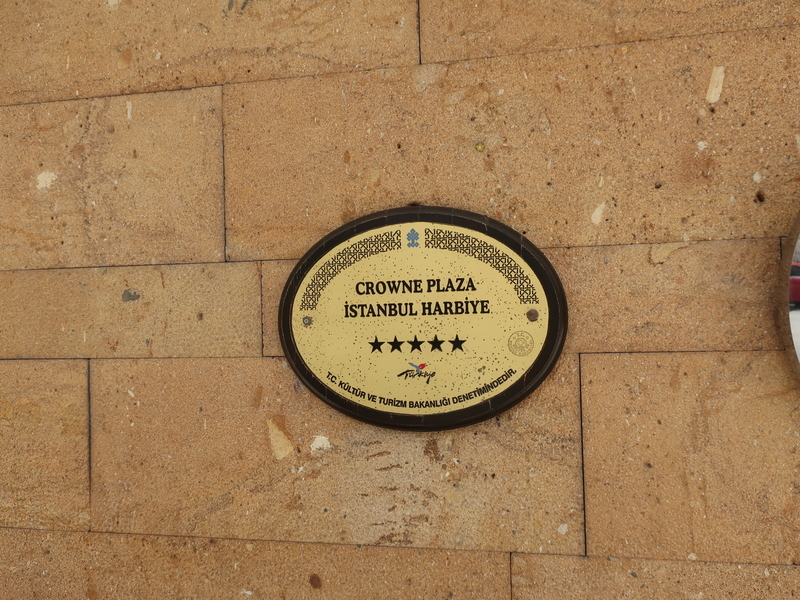 CROWNE PLAZA
İSTANBUL HARBİYE
★★★★★
Türkiye
T.C. KÜLTÜR VE TURİZM BAKANLIĞI DENETİMİNDEDİR.